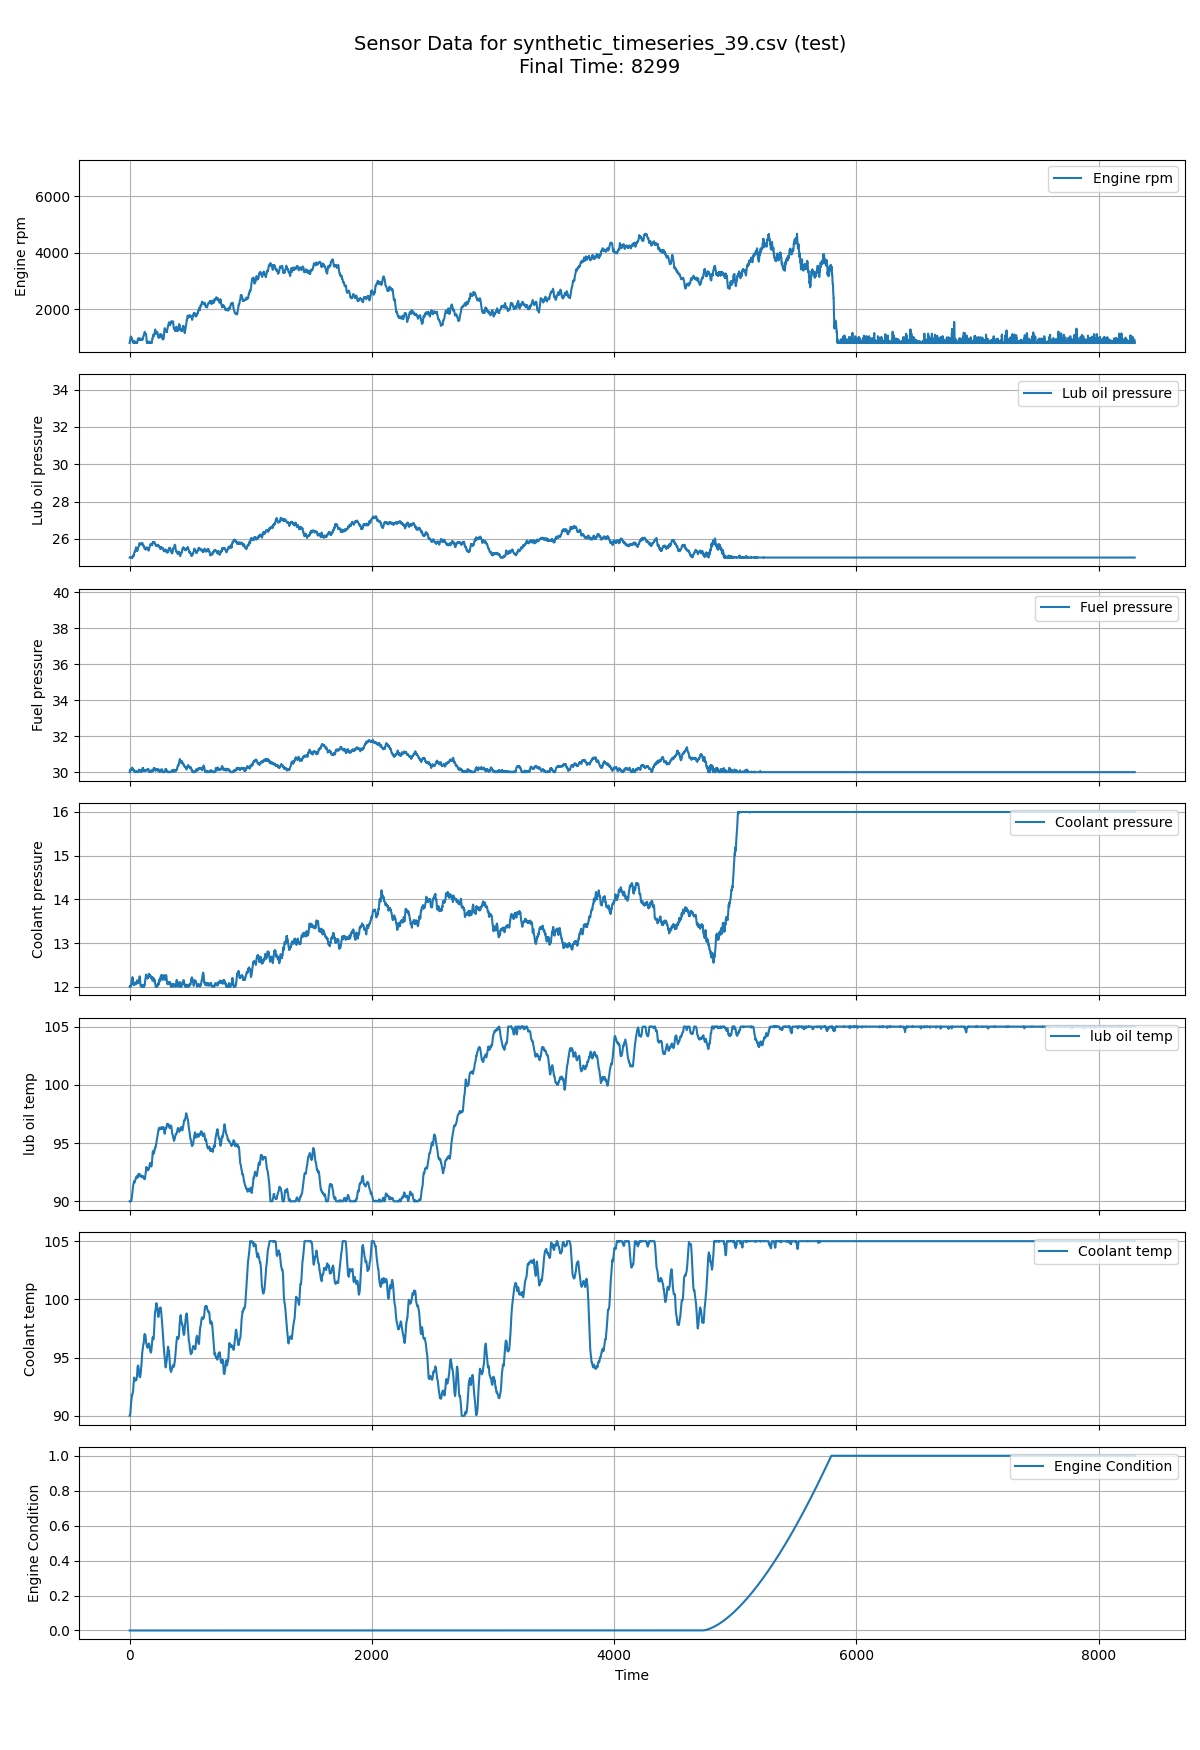 Sensor Data for synthetic_timeseries_39.csv (test)
Final Time: 8299
Engine rpm
6000
4000
2000
Engine rpm
Lub oil pressure
34
32
30
28
26
Lub oil pressure
Fuel pressure
40
38
36
34
32
30
Fuel pressure
Coolant pressure
16
15
14
13
12
Coolant pressure
lub oil temp
105
100
95
90
lub oil temp
Coolant temp
105
100
95
90
Coolant temp
Engine Condition
1.0
0.8
0.6
0.4
0.2
0.0
Engine Condition
0 2000 4000 6000 8000
Time